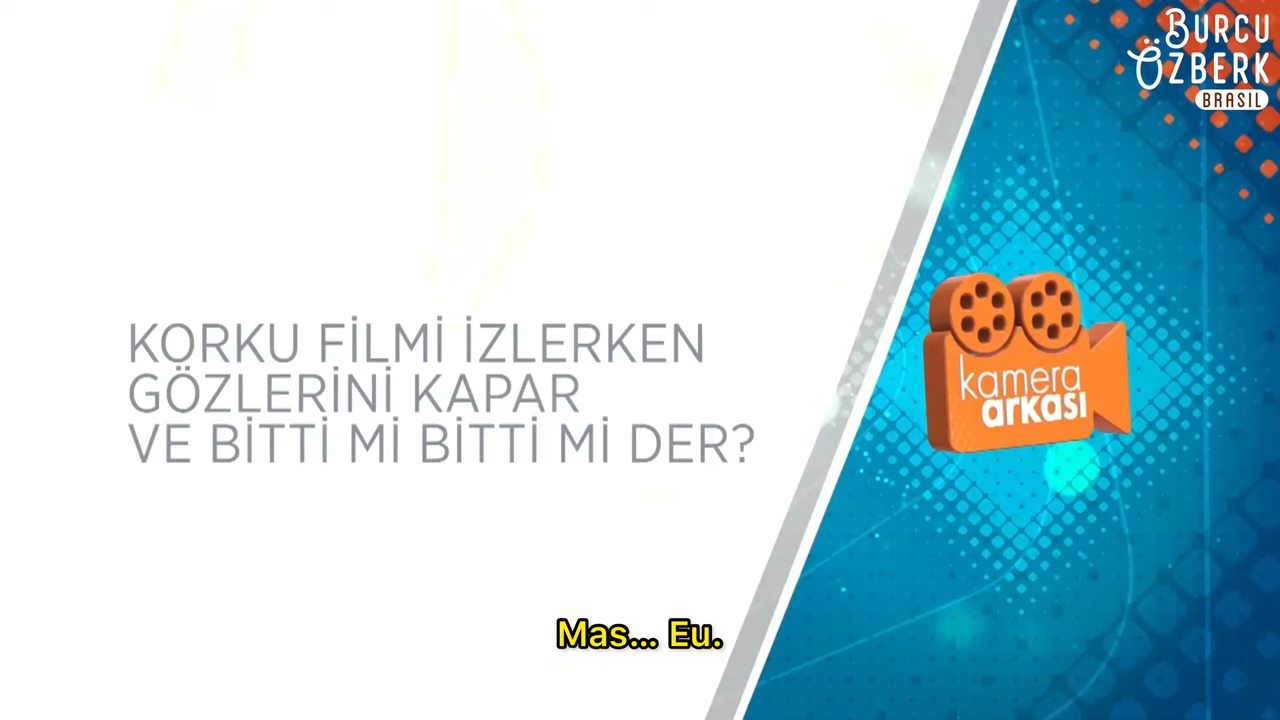 BURCU
ÖZBERK
BRASIL
KORKU FİLMİ İZLERKEN
GÖZLERİNİ KAPAR
VE BİTTİ Mİ BİTTİ Mİ DER?
kamera
arkası
Mas... Eu.